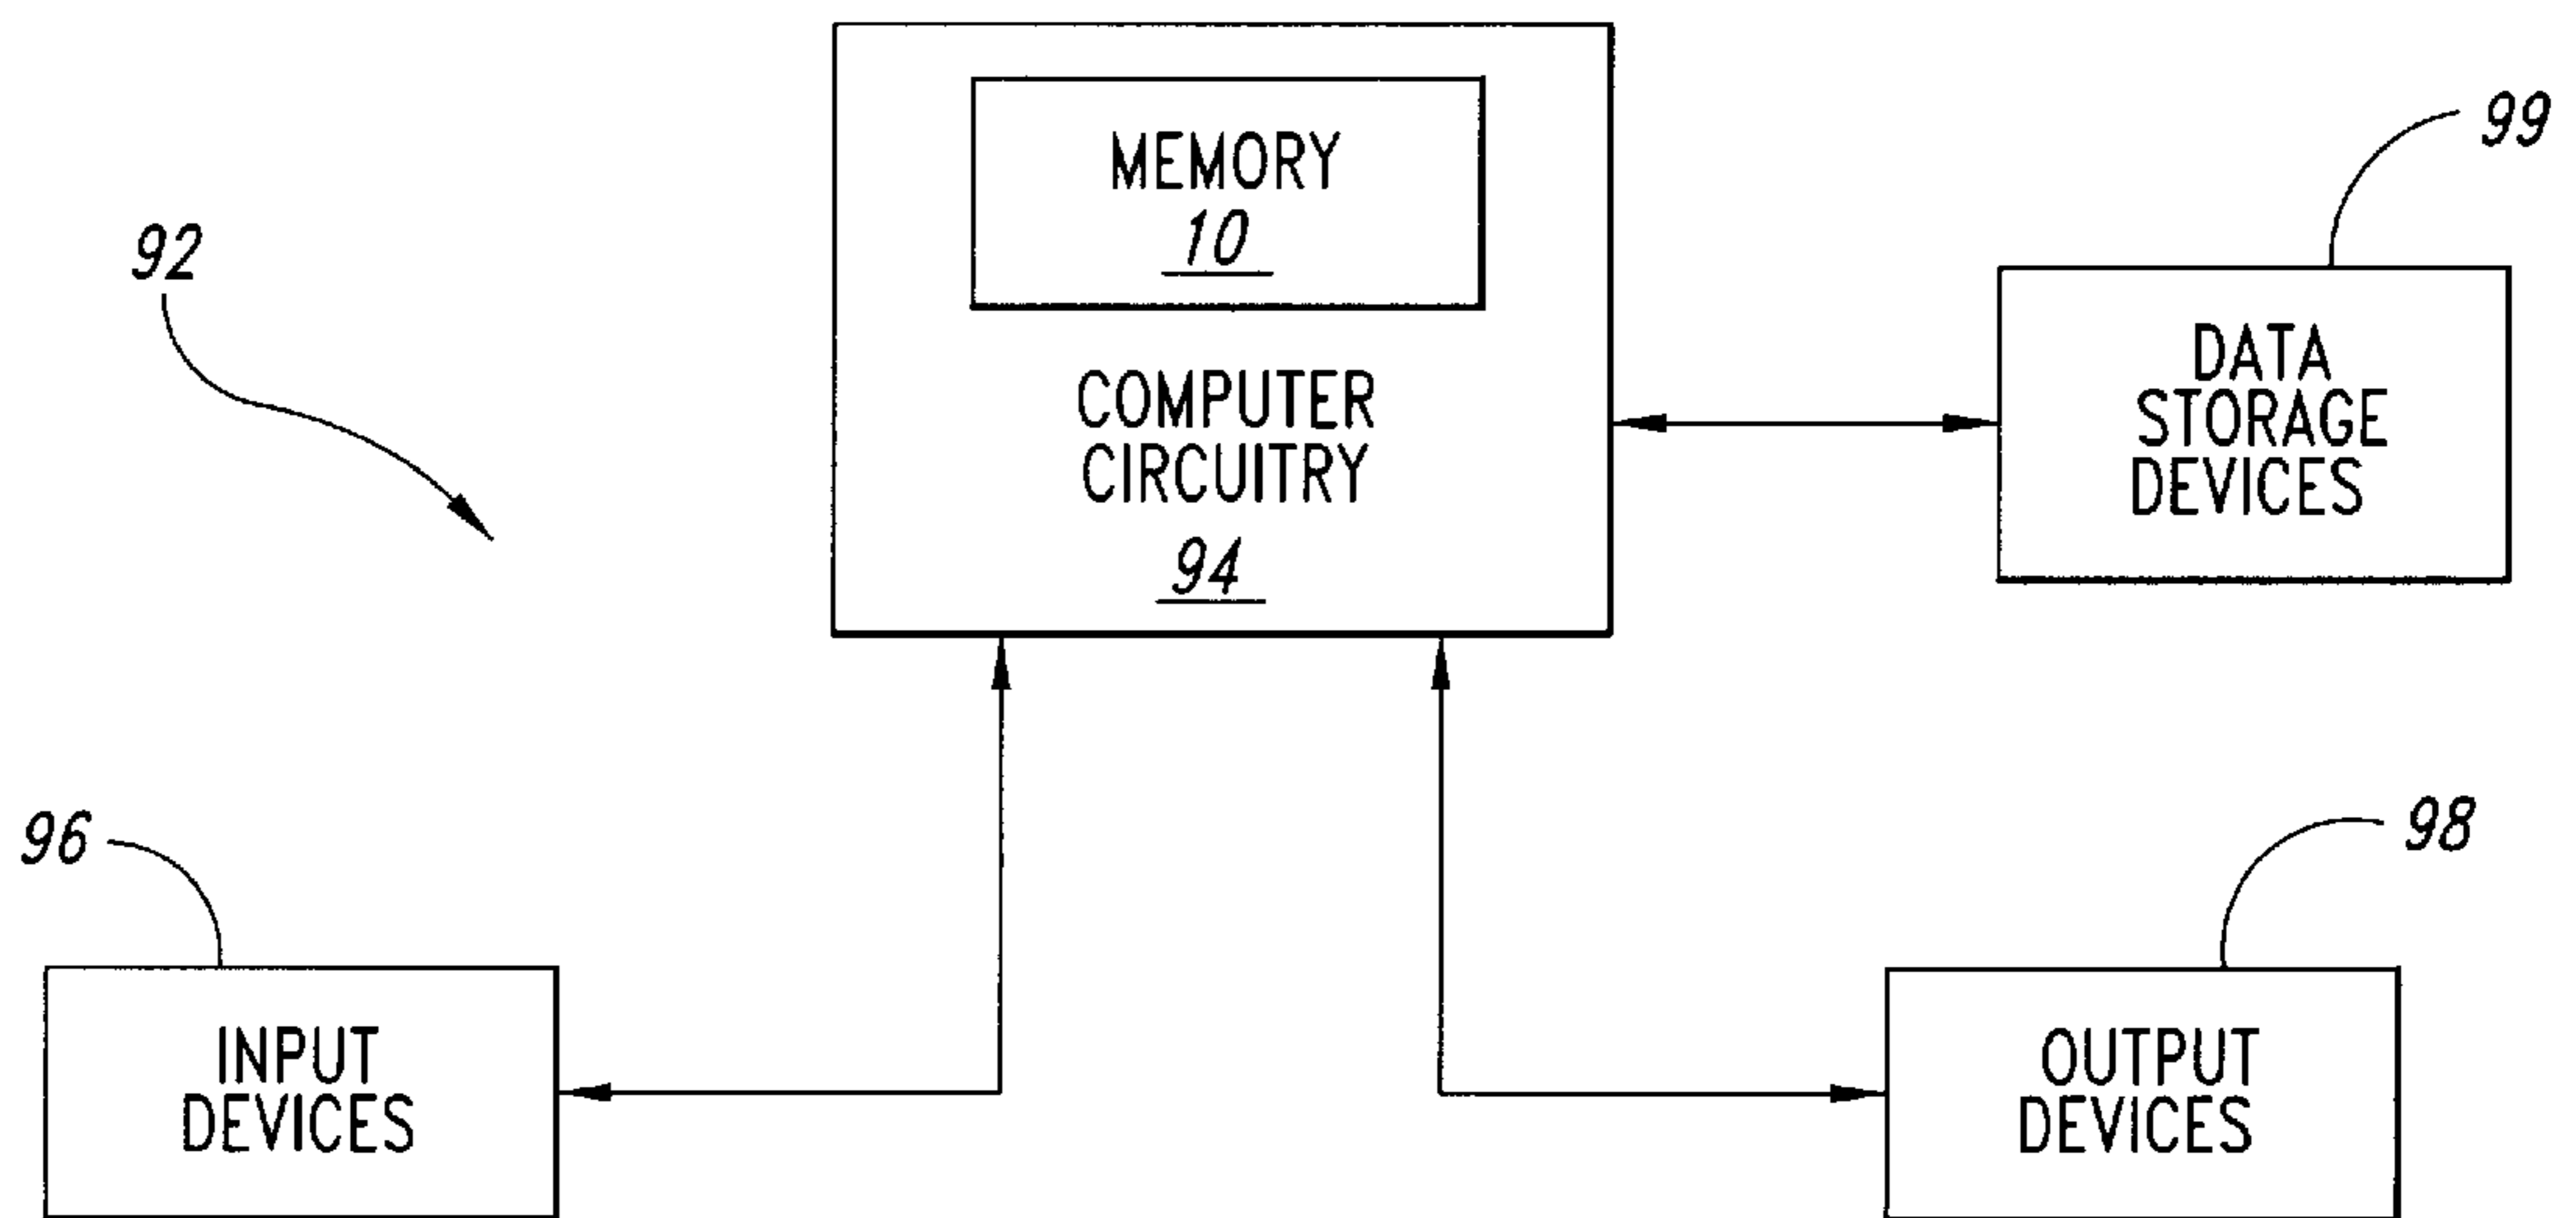 MEMORY
10
99
92
DATA
STORAGE
DEVICES
COMPUTER
CIRCUITRY
94
96
98
INPUT
DEVICES
OUTPUT
DEVICES